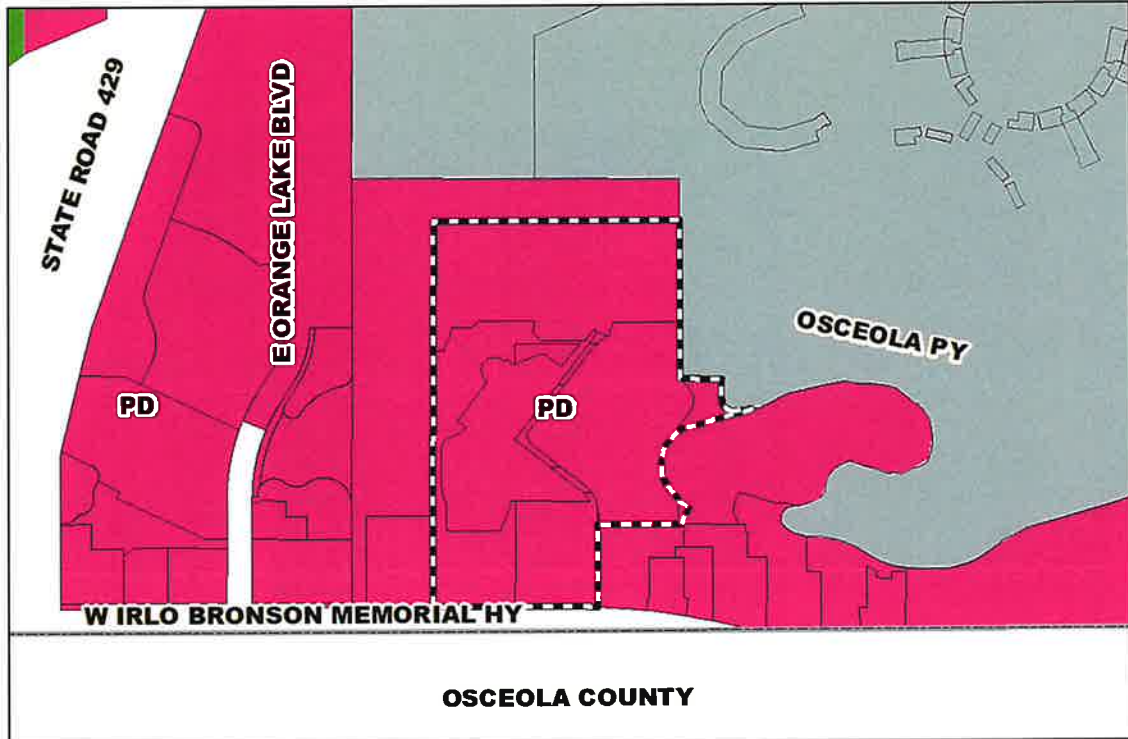 STATE ROAD 429
E ORANGE LAKE BLVD
OSCEOLA PY
PD
PD
W IRLO BRONSON MEMORIAL HY
OSCEOLA COUNTY